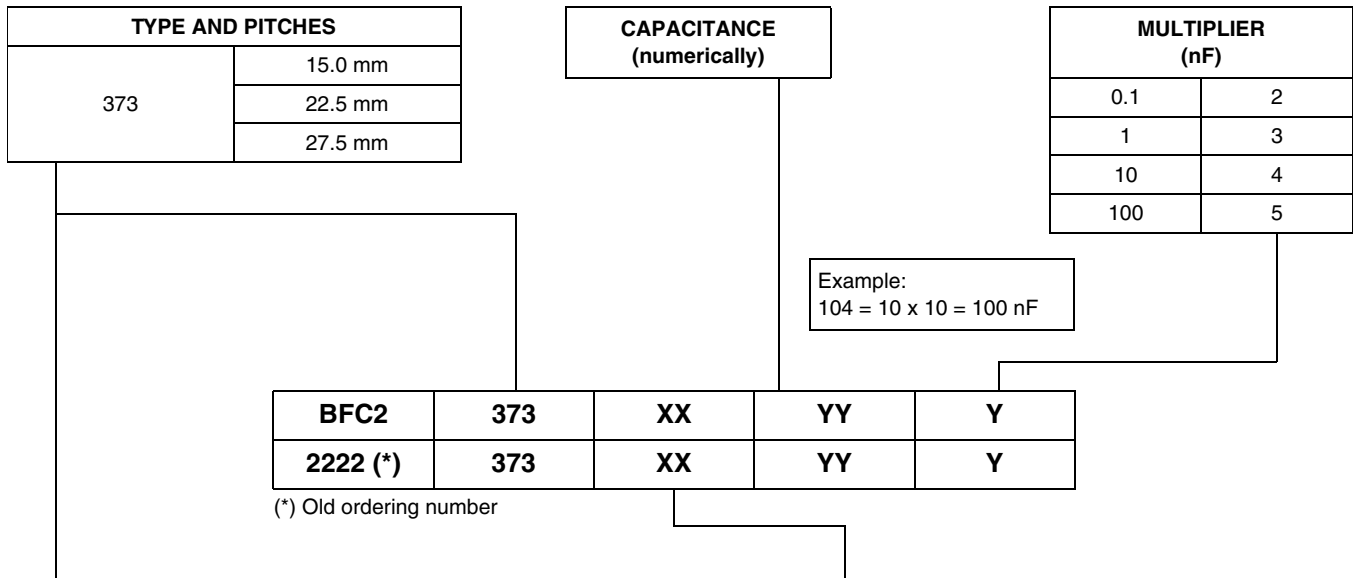 TYPE AND PITCHES
373
15.0 mm
22.5 mm
27.5 mm
CAPACITANCE
(numerically)
MULTIPLIER
(nF)
0.1 2
1 3
10 4
100 5
Example:
104 = 10 x 10 = 100 nF
BFC2 373 XX YY Y
2222 (*) 373 XX YY Y
(*) Old ordering number